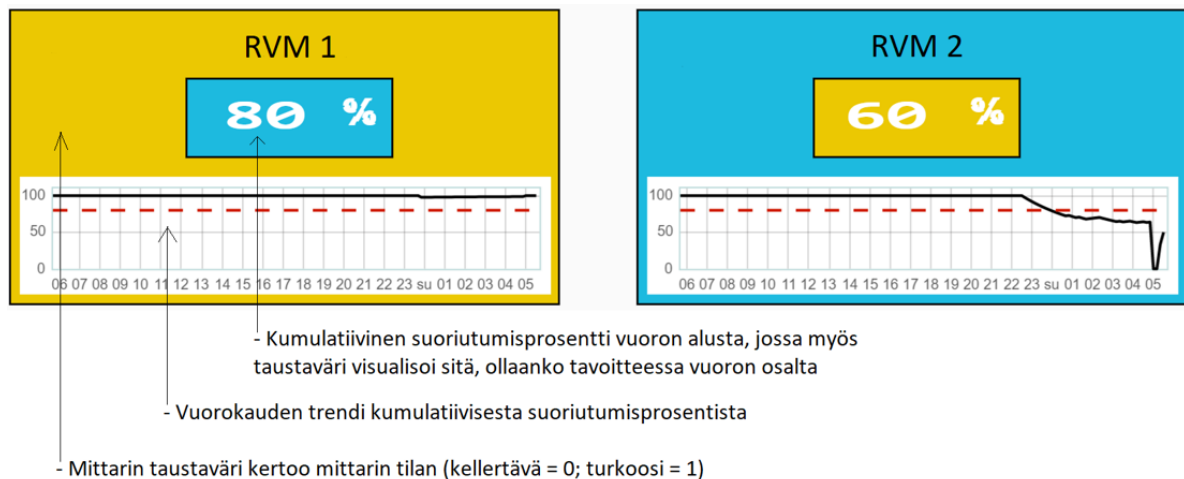 RVM 1
80 %
100
50
0
06 07 08 09 10 11 12 13 14 15 16 17 18 19 20 21 22 23 su 01 02 03 04 05
RVM 2
60 %
100
50
0
06 07 08 09 10 11 12 13 14 15 16 17 18 19 20 21 22 23 su 01 02 03 04 05
- Kumulatiivinen suoriutumisprosentti vuoron alusta, jossa myös
taustaväri visualisoi sitä, ollaanko tavoitteessa vuoron osalta
- Vuorokauden trendi kumulatiivisesta suoriutumisprosentista
- Mittarin taustaväri kertoo mittarin tilan (kellertävä = 0; turkoosi = 1)